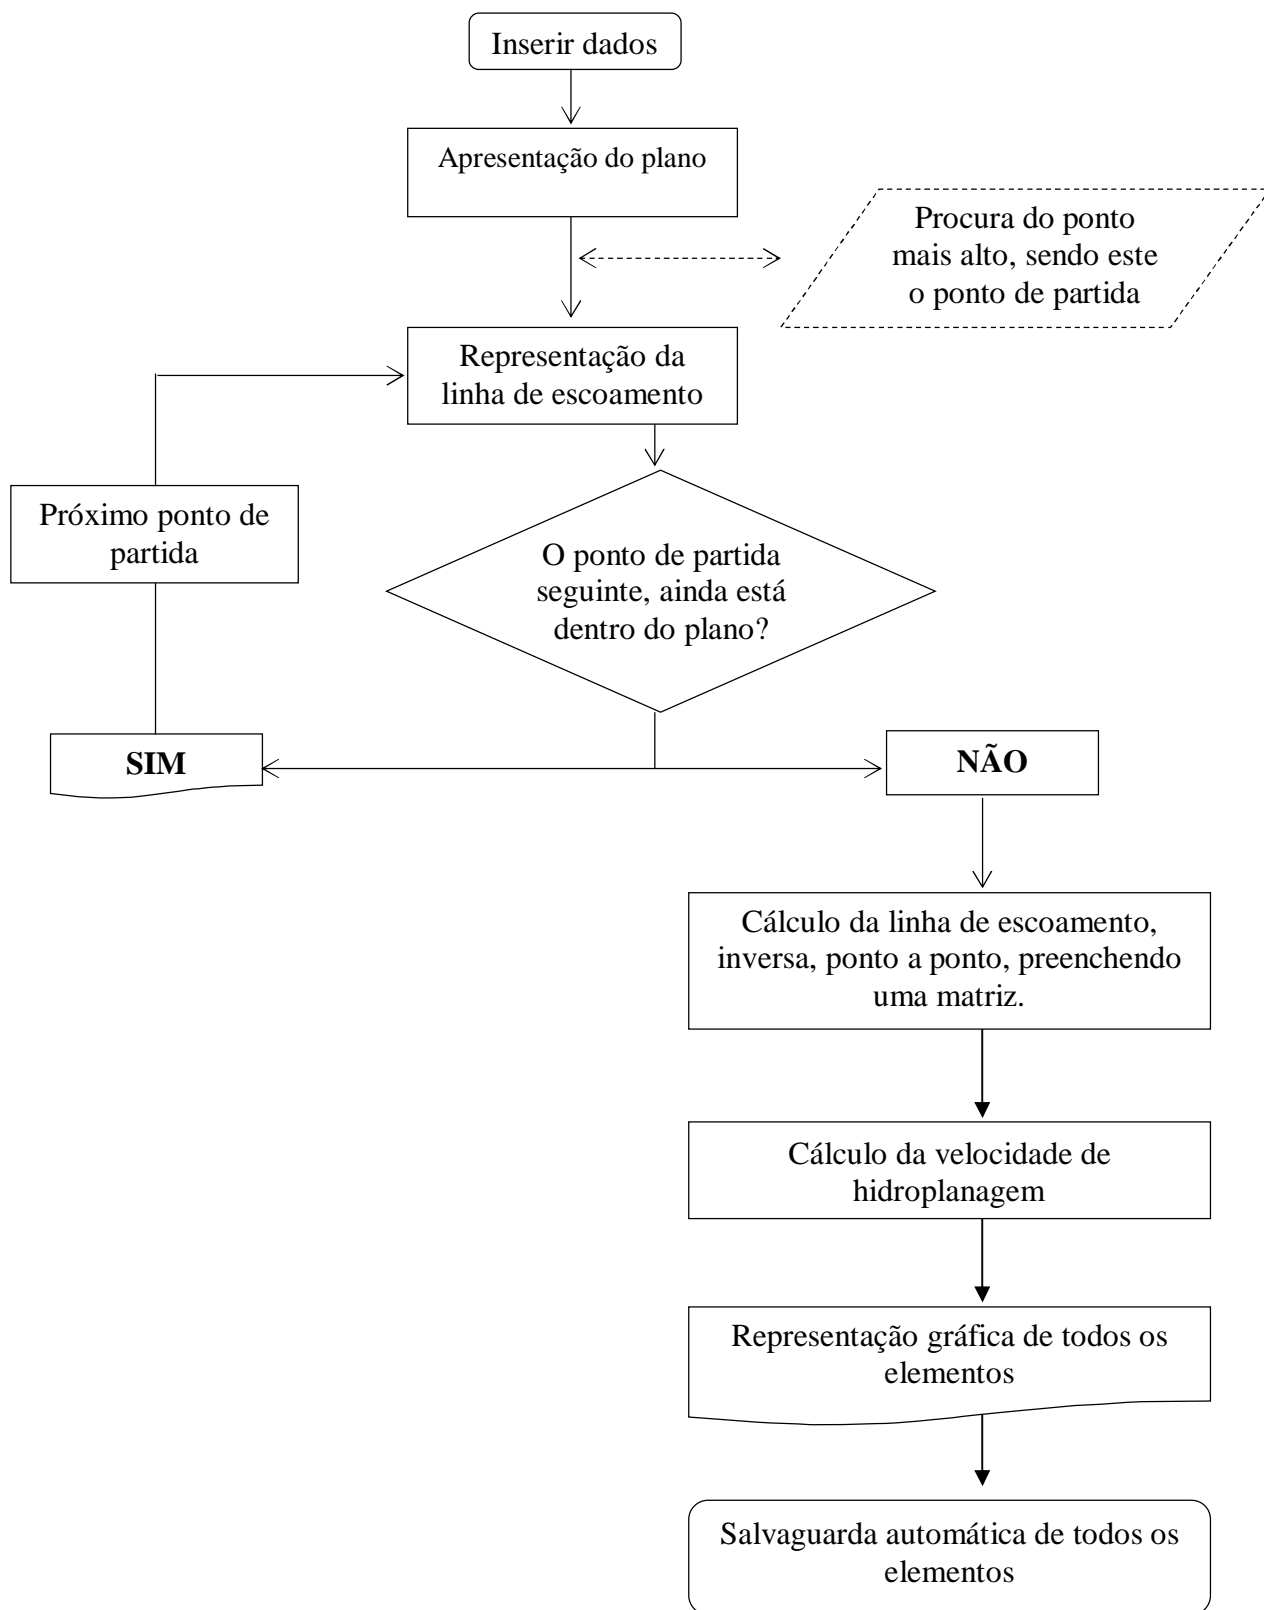 Inserir dados
Apresentação do plano
Procura do ponto
mais alto, sendo este
o ponto de partida
Representação da
linha de escoamento
Próximo ponto de
partida
O ponto de partida
seguinte, ainda está
dentro do plano?
SIM
NÃO
Cálculo da linha de escoamento,
inversa, ponto a ponto, preenchendo
uma matriz.
Cálculo da velocidade de
hidroplanagem
Representação gráfica de todos os
elementos
Salvaguarda automática de todos os
elementos